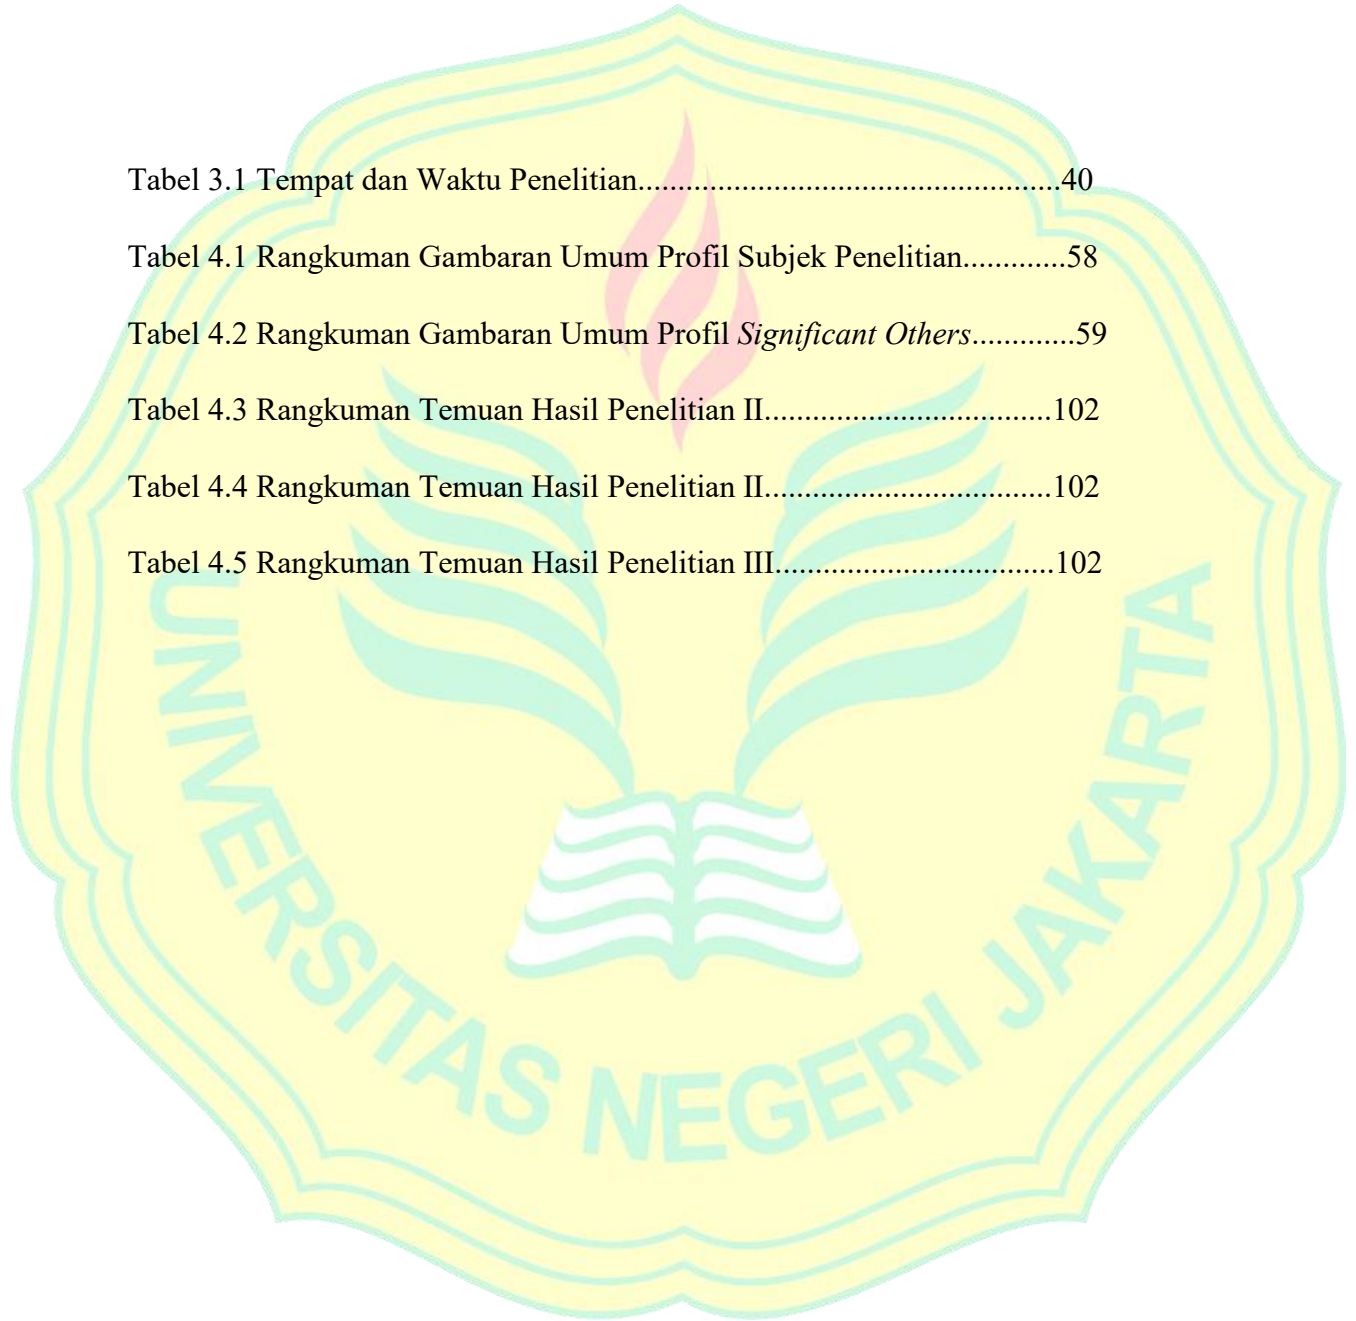 Tabel 3.1 Tempat dan Waktu Penelitian.....................................................40
Tabel 4.1 Rangkuman Gambaran Umum Profil Subjek Penelitian.............58
Tabel 4.2 Rangkuman Gambaran Umum Profil Significant Others.............59
Tabel 4.3 Rangkuman Temuan Hasil Penelitian II....................................102
Tabel 4.4 Rangkuman Temuan Hasil Penelitian II....................................102
Tabel 4.5 Rangkuman Temuan Hasil Penelitian III...................................102
UNIVERSITAS NEGERI JAKARTA